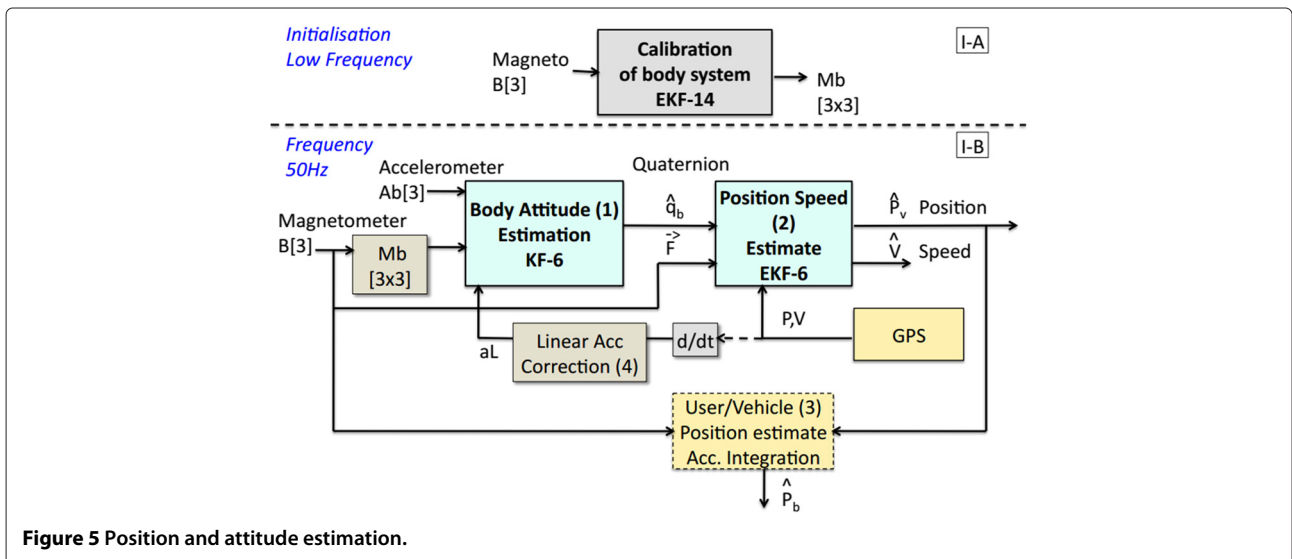 Initialisation
Low Frequency
Magneto
B[3]
Calibration
of body system
EKF-14
Mb
[3x3]
I-A
Frequency
50Hz
I-B
Accelerometer
Ab[3]
Magnetometer
B[3]
Mb
[3x3]
Body Attitude (1)
Estimation
KF-6
Quaternion
q̂b
F⃗
Position Speed
(2)
Estimate
EKF-6
P̂v Position
V̂ Speed
aL
Linear Acc
Correction (4)
d/dt
P,V
GPS
User/Vehicle (3)
Position estimate
Acc. Integration
P̂b
Figure 5 Position and attitude estimation.